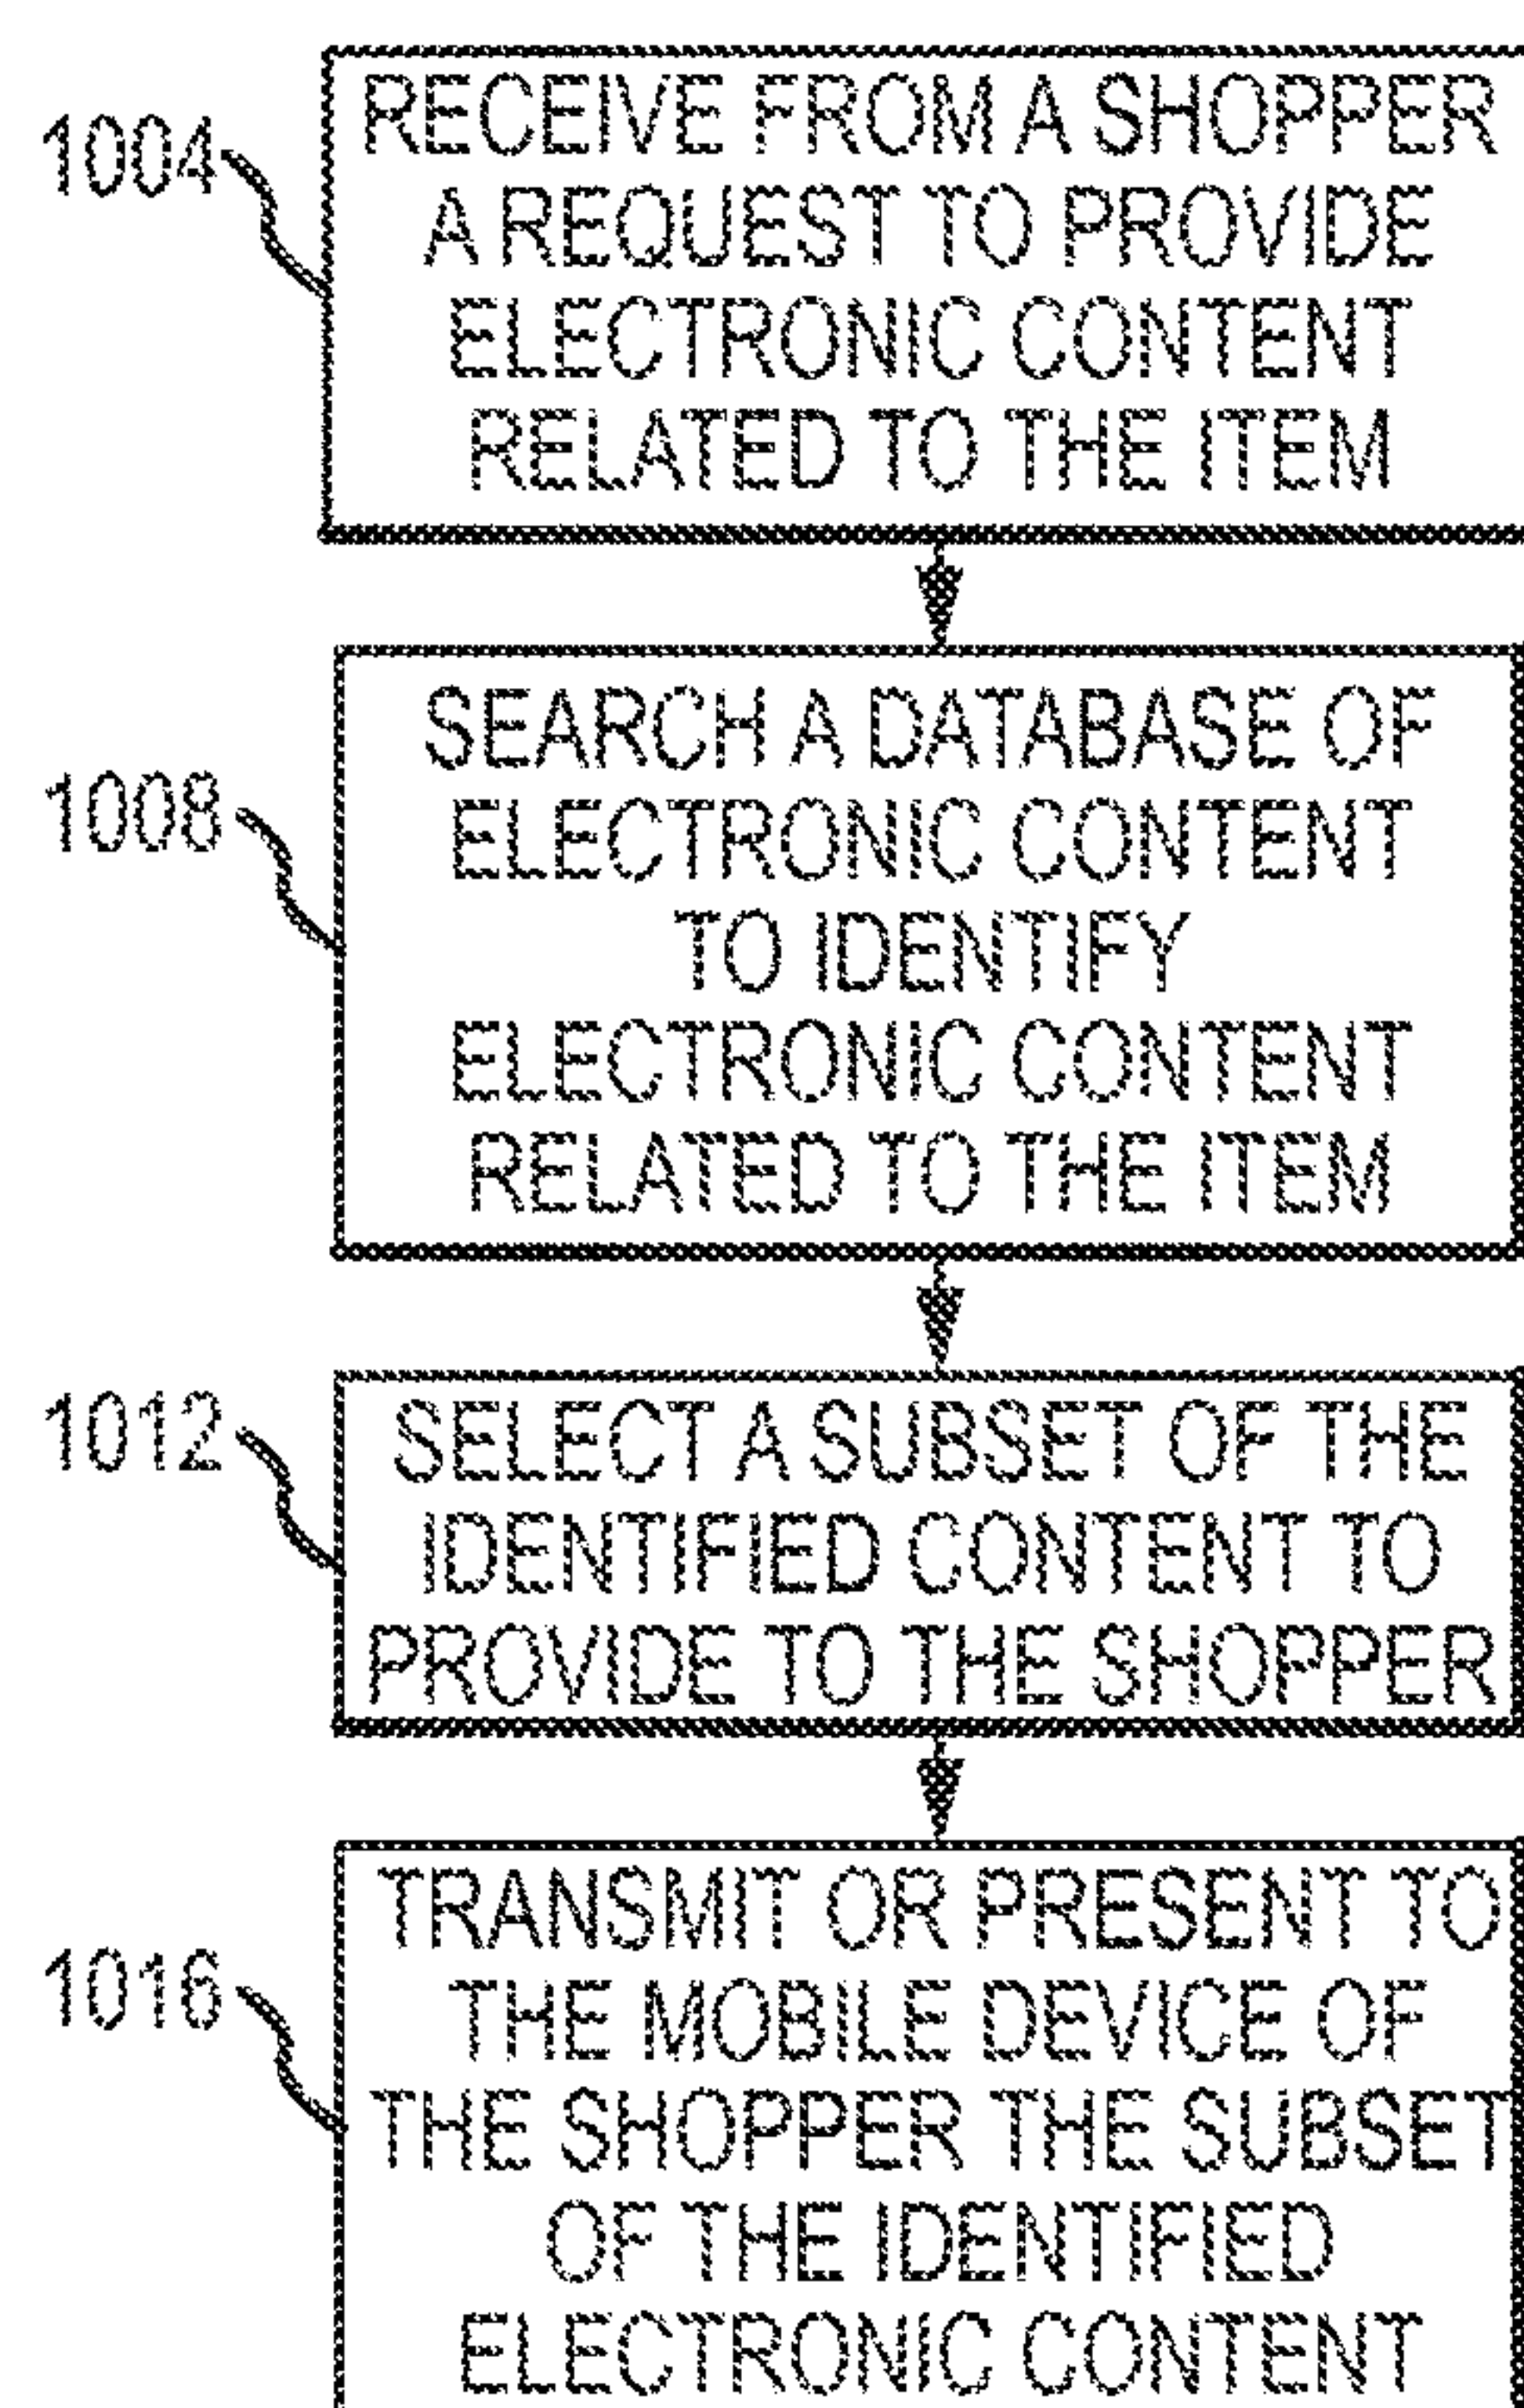 1004
RECEIVE FROM A SHOPPER
A REQUEST TO PROVIDE
ELECTRONIC CONTENT
RELATED TO THE ITEM
1008
SEARCH A DATABASE OF
ELECTRONIC CONTENT
TO IDENTIFY
ELECTRONIC CONTENT
RELATED TO THE ITEM
1012
SELECT A SUBSET OF THE
IDENTIFIED CONTENT TO
PROVIDE TO THE SHOPPER
1016
TRANSMIT OR PRESENT TO
THE MOBILE DEVICE OF
THE SHOPPER THE SUBSET
OF THE IDENTIFIED
ELECTRONIC CONTENT